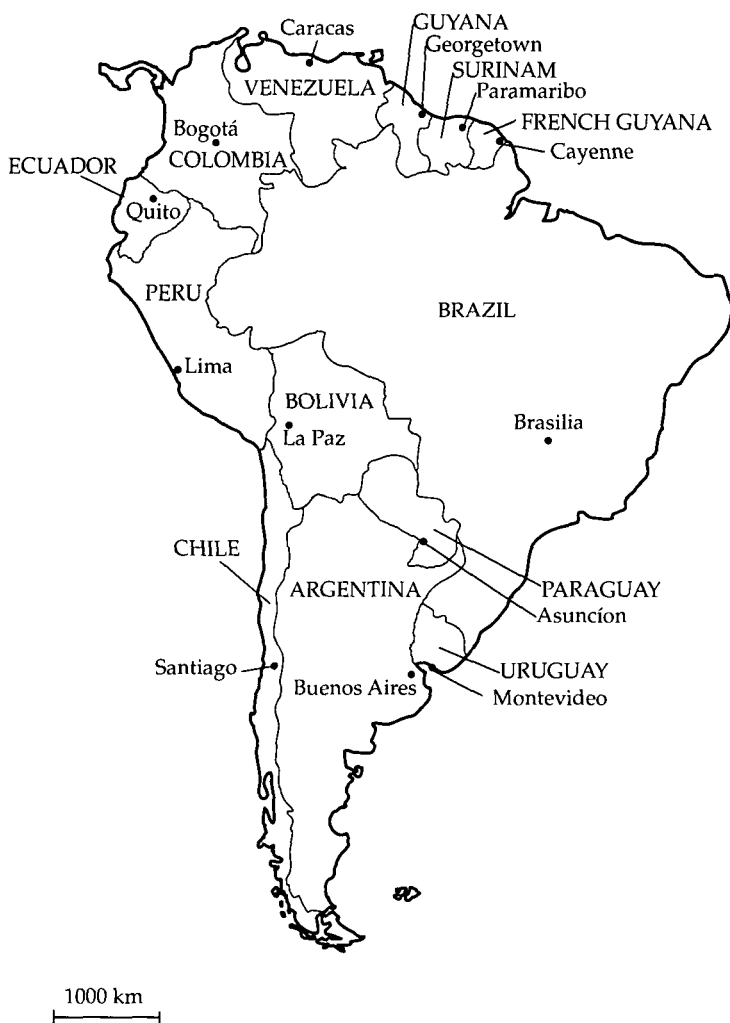 Caracas
GUYANA
Georgetown
VENEZUELA
SURINAM
Paramaribo
Bogotá
FRENCH GUYANA
COLOMBIA
Cayenne
ECUADOR
Quito
PERU
BRAZIL
Lima
BOLIVIA
La Paz
Brasilia
CHILE
ARGENTINA
PARAGUAY
Asuncíon
Santiago
URUGUAY
Buenos Aires
Montevideo
1000 km